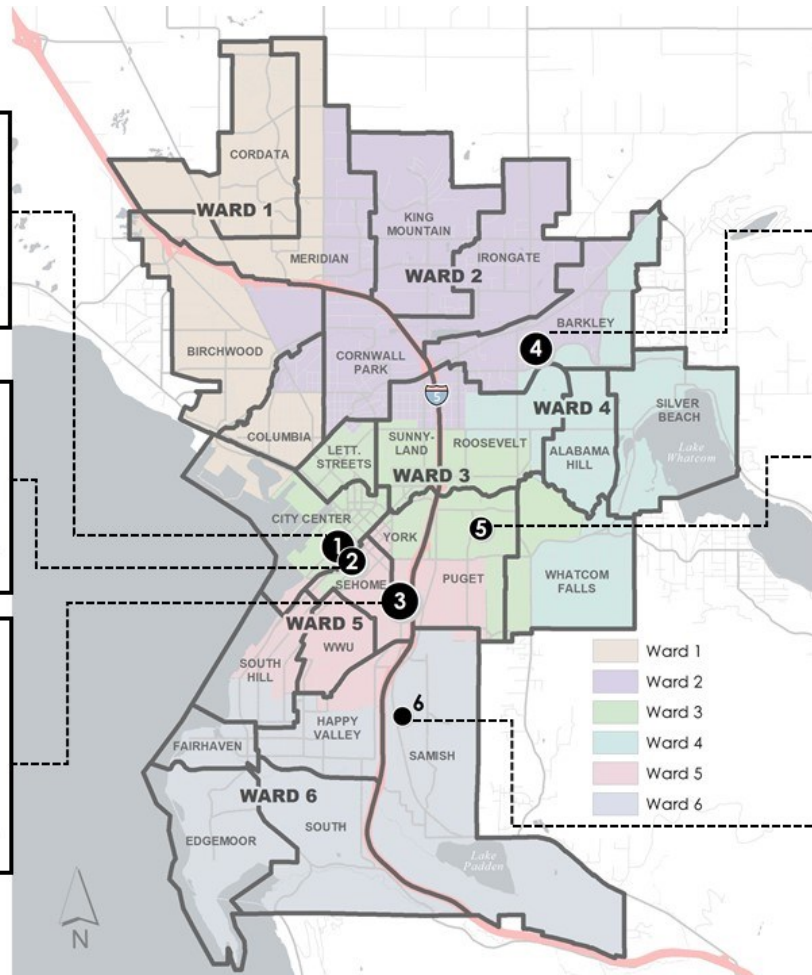 CORDATA
WARD 1
KING
MOUNTAIN
MERIDIAN
IRONGATE
WARD 2
BARKLEY
4
BIRCHWOOD
CORNWALL
PARK
5
WARD 4
SILVER
BEACH
COLUMBIA
LETT.
STREETS
SUNNY-
LAND
ROOSEVELT
ALABAMA
HILL
Lake
Whatcom
WARD 3
CITY CENTER
1
2
YORK
5
SEHOME
3
PUGET
WHATCOM
FALLS
WARD 5
WWU
SOUTH
HILL
HAPPY
VALLEY
6
FAIRHAVEN
SAMISH
WARD 6
EDGEMOOR
SOUTH
Lake
Padden
N
Ward 1
Ward 2
Ward 3
Ward 4
Ward 5
Ward 6